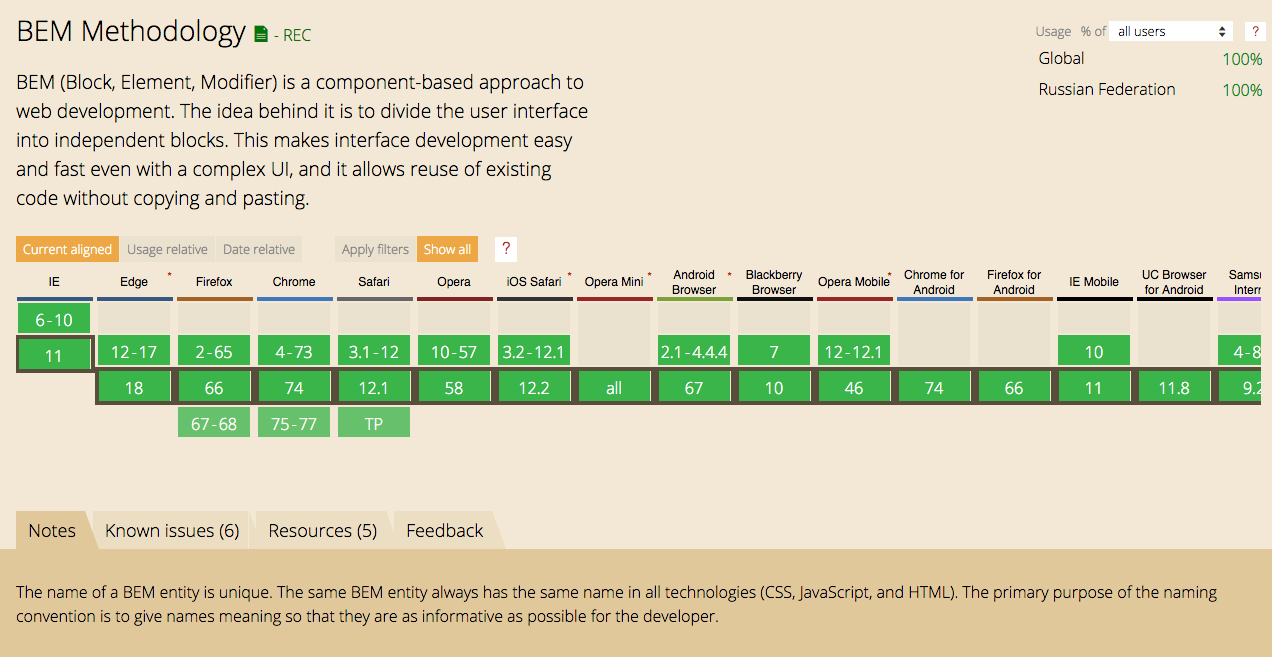 BEM Methodology - REC
Usage % of all users ?
Global 100%
Russian Federation 100%
BEM (Block, Element, Modifier) is a component-based approach to
web development. The idea behind it is to divide the user interface
into independent blocks. This makes interface development easy
and fast even with a complex UI, and it allows reuse of existing
code without copying and pasting.
Current aligned Usage relative Date relative Apply filters Show all ?
IE Edge * Firefox Chrome Safari Opera iOS Safari * Opera Mini * Android Browser * Blackberry Browser Opera Mobile * Chrome for Android Firefox for Android IE Mobile UC Browser for Android Samsu Intern
6-10
11 12-17 2-65 4-73 3.1-12 10-57 3.2-12.1 2.1-4.4.4 7 12-12.1 10 4-8
18 66 74 12.1 58 12.2 all 67 10 46 74 66 11 11.8 9.2
67-68 75-77 TP
Notes Known issues (6) Resources (5) Feedback
The name of a BEM entity is unique. The same BEM entity always has the same name in all technologies (CSS, JavaScript, and HTML). The primary purpose of the naming
convention is to give names meaning so that they are as informative as possible for the developer.